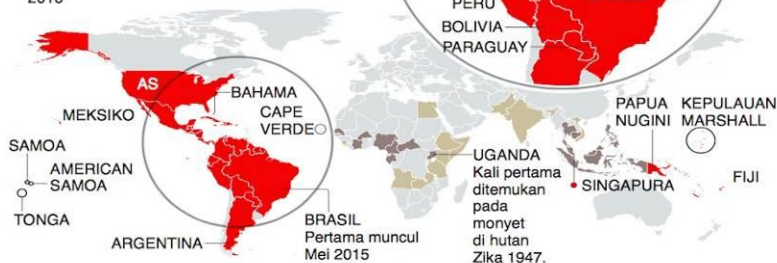 2016
PERU
BOLIVIA
PARAGUAY
AS
BAHAMA
MEKSIKO
CAPE
VERDE
PAPUA
NUGINI
KEPULAUAN
MARSHALL
SAMOA
AMERICAN
SAMOA
TONGA
UGANDA
Kali pertama
ditemukan
pada
monyet
di hutan
Zika 1947.
SINGAPURA
FIJI
ARGENTINA
BRASIL
Pertama muncul
Mei 2015